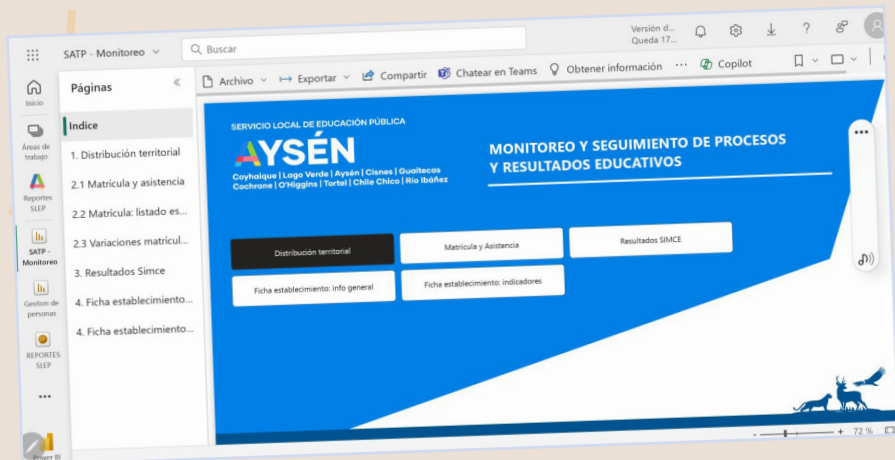 SATP - Monitoreo
Buscar
Versión d...
Queda 17...
?
Inicio
Áreas de trabajo
Reportes SLEP
SATP - Monitoreo
Gestion de personas
REPORTES SLEP
...
Power BI
Páginas
Indice
1. Distribución territorial
2.1 Matrícula y asistencia
2.2 Matrícula: listado es...
2.3 Variaciones matrícul...
3. Resultados Simce
4. Ficha establecimiento...
4. Ficha establecimiento...
Archivo
Exportar
Compartir
Chatear en Teams
Obtener información
...
Copilot
SERVICIO LOCAL DE EDUCACIÓN PÚBLICA
AYSÉN
Coyhaique | Lago Verde | Aysén | Cisnes | Guaitecas
Cochrane | O'Higgins | Tortel | Chile Chico | Río Ibáñez
MONITOREO Y SEGUIMIENTO DE PROCESOS
Y RESULTADOS EDUCATIVOS
Distribución territorial
Matrícula y Asistencia
Resultados SIMCE
Ficha establecimiento: info general
Ficha establecimiento: indicadores
- + 72 %